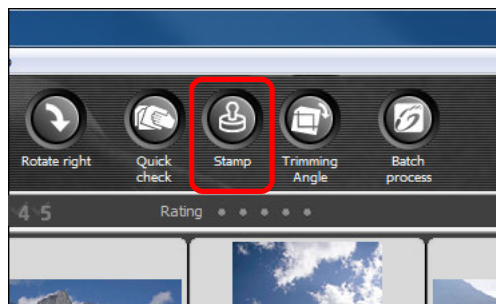 Rotate right
Quick
check
Stamp
Trimming
Angle
Batch
process
4 5
Rating